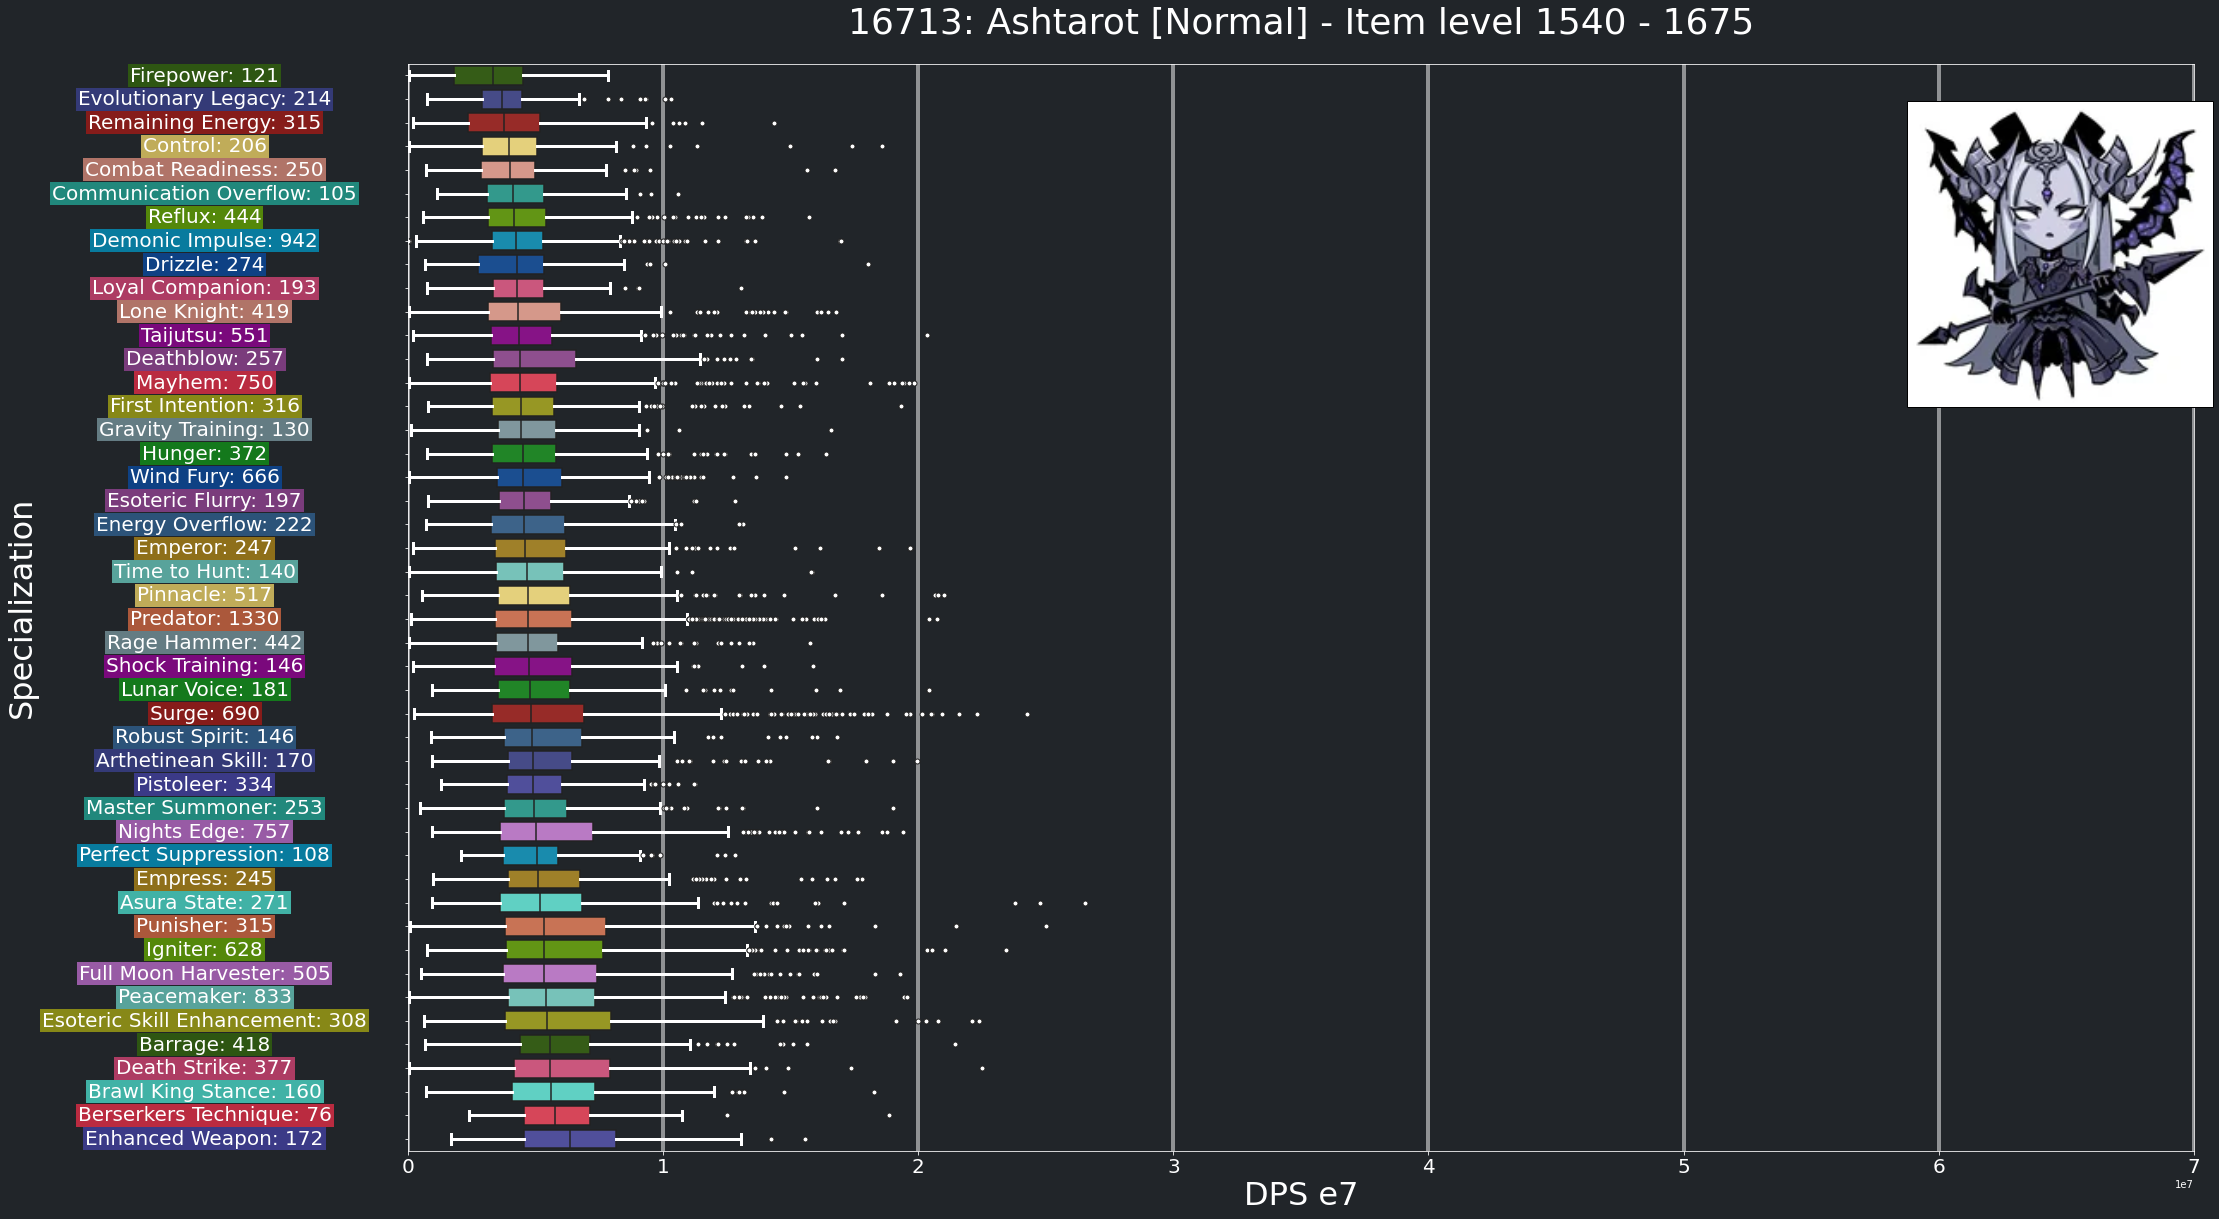 16713: Ashtarot [Normal] - Item level 1540 - 1675
Specialization
Firepower: 121
Evolutionary Legacy: 214
Remaining Energy: 315
Control: 206
Combat Readiness: 250
Communication Overflow: 105
Reflux: 444
Demonic Impulse: 942
Drizzle: 274
Loyal Companion: 193
Lone Knight: 419
Taijutsu: 551
Deathblow: 257
Mayhem: 750
First Intention: 316
Gravity Training: 130
Hunger: 372
Wind Fury: 666
Esoteric Flurry: 197
Energy Overflow: 222
Emperor: 247
Time to Hunt: 140
Pinnacle: 517
Predator: 1330
Rage Hammer: 442
Shock Training: 146
Lunar Voice: 181
Surge: 690
Robust Spirit: 146
Arthetinean Skill: 170
Pistoleer: 334
Master Summoner: 253
Nights Edge: 757
Perfect Suppression: 108
Empress: 245
Asura State: 271
Punisher: 315
Igniter: 628
Full Moon Harvester: 505
Peacemaker: 833
Esoteric Skill Enhancement: 308
Barrage: 418
Death Strike: 377
Brawl King Stance: 160
Berserkers Technique: 76
Enhanced Weapon: 172
0 1 2 3 4 5 6 7
1e7
DPS e7